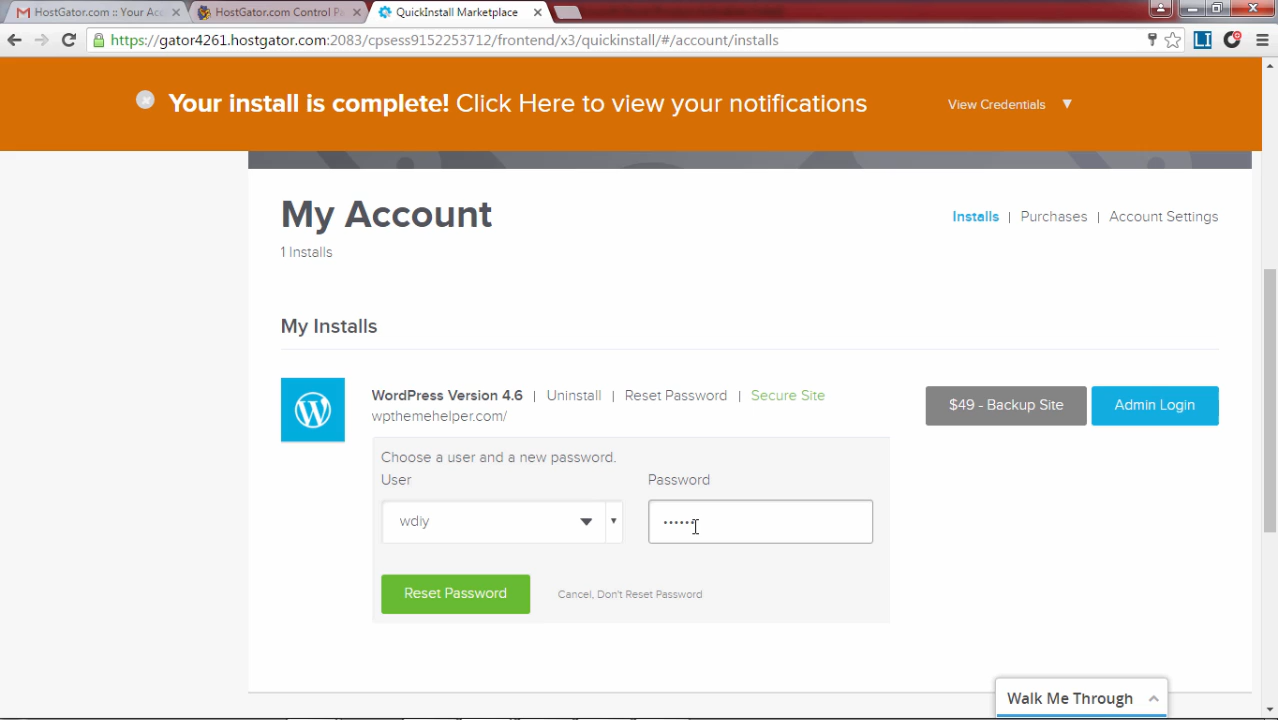 HostGator.com :: Your Acc
HostGator.com Control Pa
QuickInstall Marketplace
https://gator4261.hostgator.com:2083/cpsess9152253712/frontend/x3/quickinstall/#/account/installs
Your install is complete! Click Here to view your notifications
View Credentials
My Account
Installs | Purchases | Account Settings
1 Installs
My Installs
WordPress Version 4.6 | Uninstall | Reset Password | Secure Site
wpthemehelper.com/
$49 - Backup Site
Admin Login
Choose a user and a new password.
User
Password
wdiy
••••••
Reset Password
Cancel, Don't Reset Password
Walk Me Through